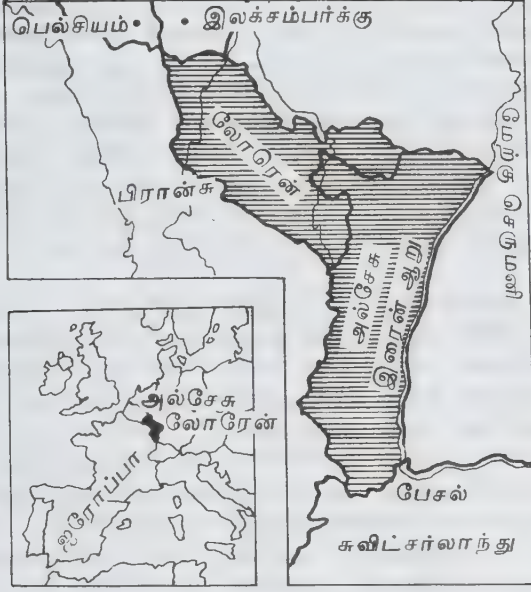 பெல்சியம்
இலக்சம்பர்க்கு
லோரென்
மேற்கு செருமனி
பிரான்சு
அல்சேசு
இரைன் ஆறு
அல்சேசு
லோரேன்
ஐரோப்பா
பேசல்
சுவிட்சர்லாந்து